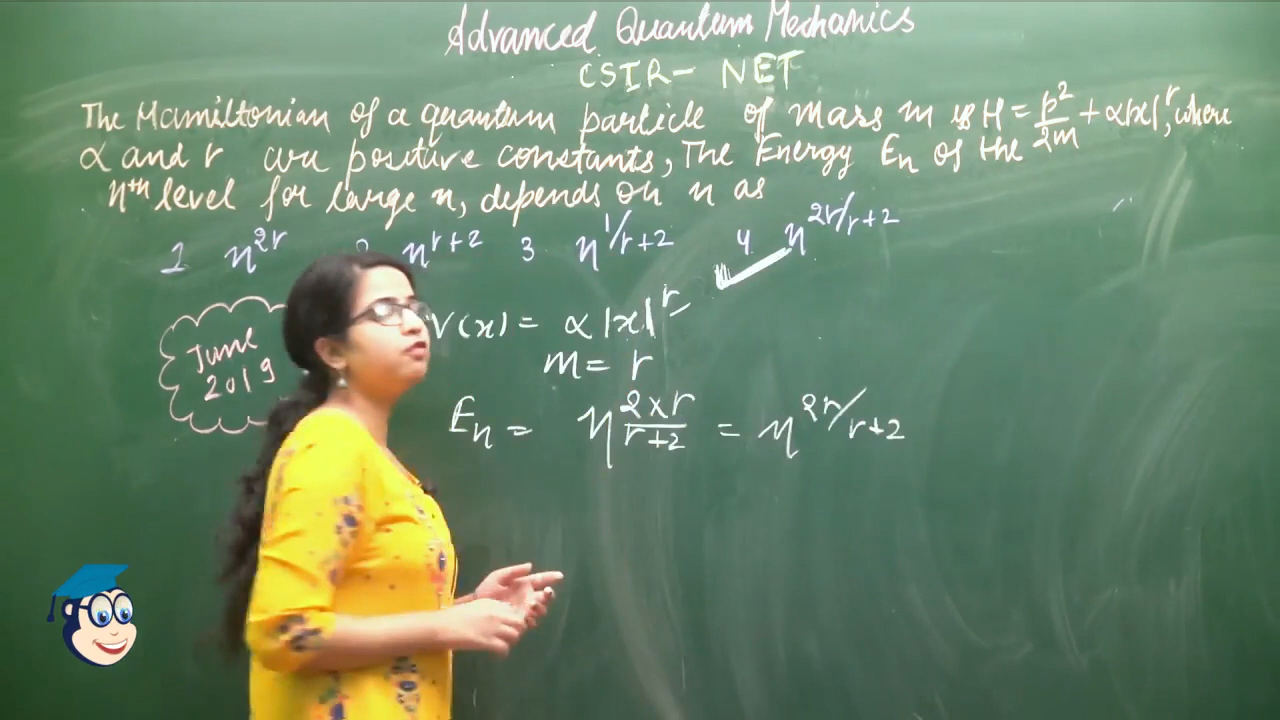 Advanced Quantum Mechanics
CSIR- NET
The Hamiltonian of a quantum particle of mass m is H = p²/2m + α|x|^r, where
α and r are positive constants, The Energy En of the
nth level for large n, depends on n as
1 n^2r 2 n^r+2 3 n^1/r+2 4. n^2r/r+2
June
2019
V(x) = α|x|^r
m = r
En = n^(2×r/r+2) = n^2r/r+2